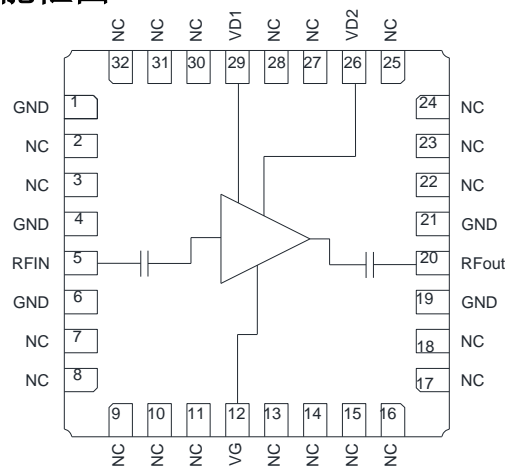 NC NC NC VD1 NC NC VD2 NC
32 31 30 29 28 27 26 25
GND 1 24 NC
NC 2 23 NC
NC 3 22 NC
GND 4 21 GND
RFIN 5 20 RFout
GND 6 19 GND
NC 7 18 NC
NC 8 17 NC
9 10 11 12 13 14 15 16
NC NC NC VG NC NC NC NC